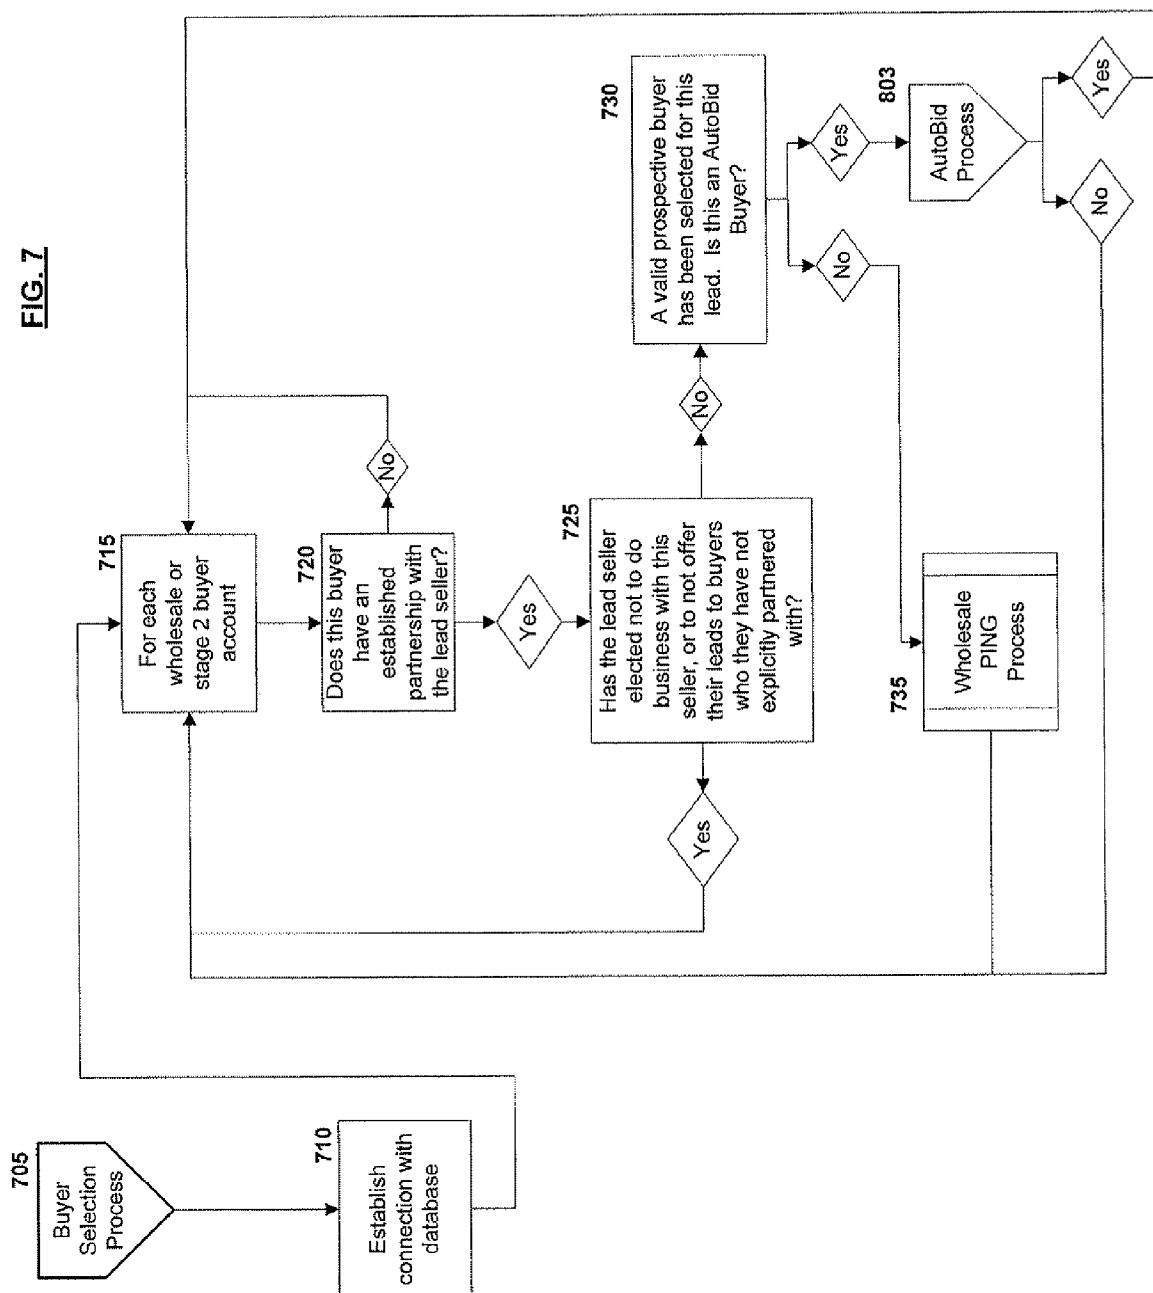 FIG. 7
705
Buyer
Selection
Process
710
Establish
connection with
database
715
For each
wholesale or
stage 2 buyer
account
720
Does this buyer
have an
established
partnership with
the lead seller?
No
Yes
725
Has the lead seller
elected not to do
business with this
seller, or to not offer
their leads to buyers
who they have not
explicitly partnered
with?
Yes
No
730
A valid prospective buyer
has been selected for this
lead. Is this an AutoBid
Buyer?
No
Yes
735
Wholesale
PING
Process
803
AutoBid
Process
No
Yes